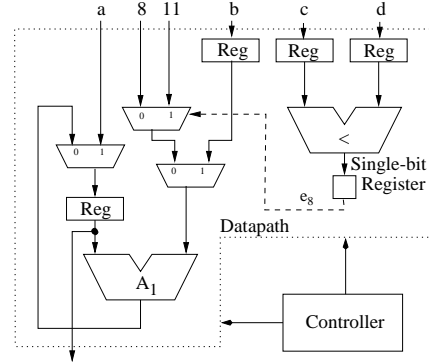 a 8 11 b c d
Reg Reg Reg
0 1
<
0 1
0 1
Single-bit
Register
e8
Reg
Datapath
A1
Controller